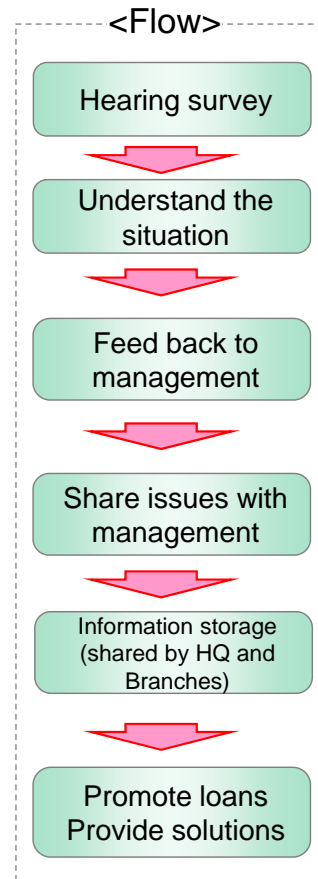 <Flow>
Hearing survey
Understand the
situation
Feed back to
management
Share issues with
management
Information storage
(shared by HQ and
Branches)
Promote loans
Provide solutions